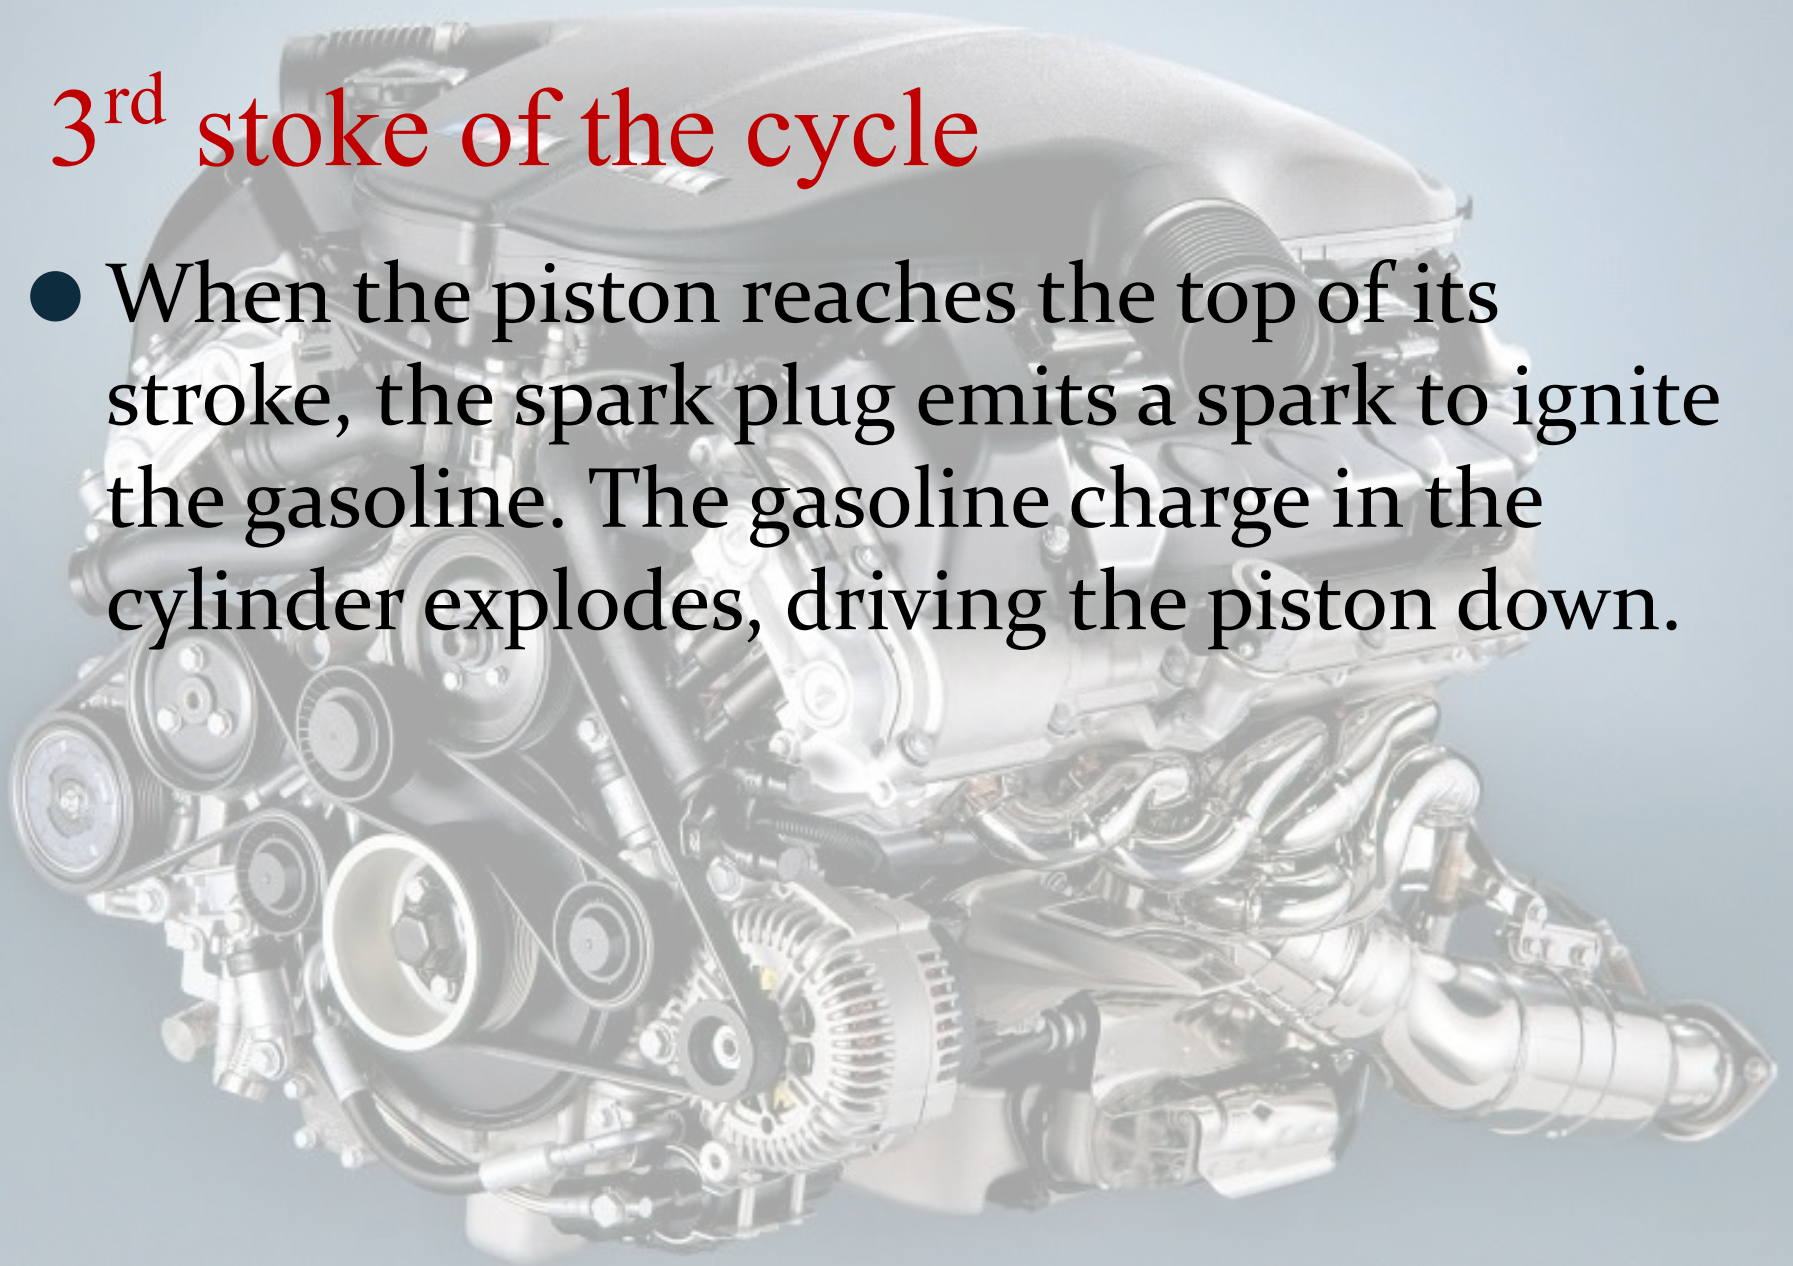 3rd stoke of the cycle
● When the piston reaches the top of its
stroke, the spark plug emits a spark to ignite
the gasoline. The gasoline charge in the
cylinder explodes, driving the piston down.